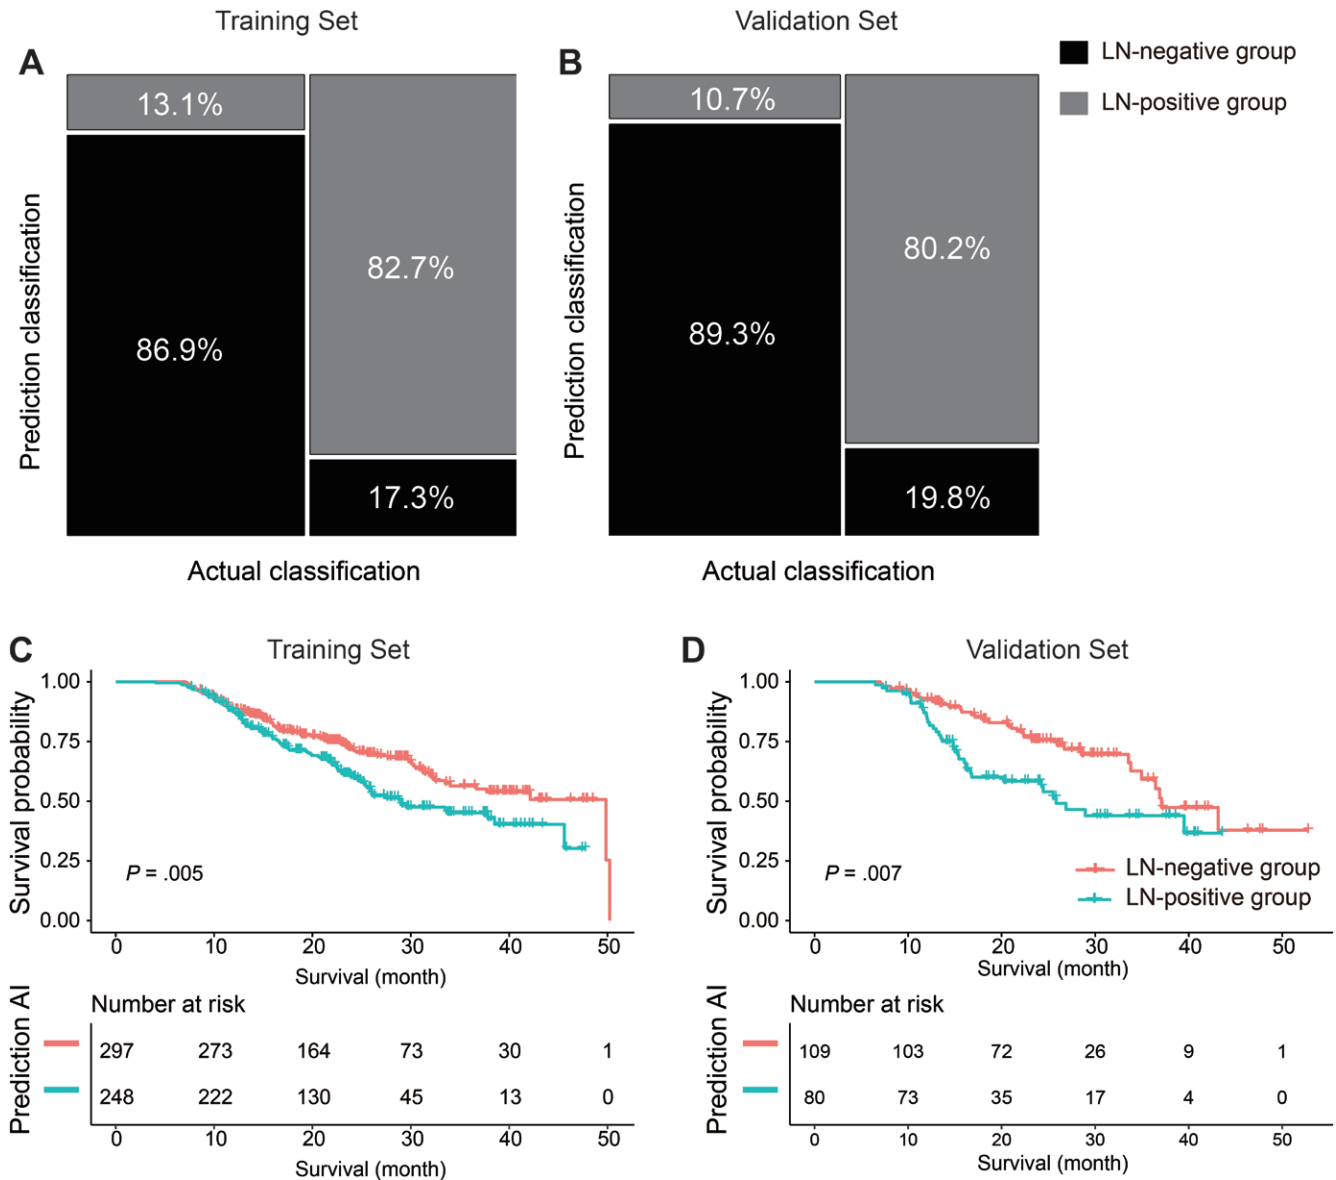 Training Set
Validation Set
A
B
LN-negative group
LN-positive group
13.1%
86.9%
82.7%
17.3%
Prediction classification
Actual classification
10.7%
89.3%
80.2%
19.8%
Prediction classification
Actual classification
C
Training Set
1.00
0.75
0.50
0.25
0.00
Survival probability
P = .005
0 10 20 30 40 50
Survival (month)
Number at risk
Prediction AI
297 273 164 73 30 1
248 222 130 45 13 0
0 10 20 30 40 50
Survival (month)
D
Validation Set
1.00
0.75
0.50
0.25
0.00
Survival probability
P = .007
LN-negative group
LN-positive group
0 10 20 30 40 50
Survival (month)
Number at risk
Prediction AI
109 103 72 26 9 1
80 73 35 17 4 0
0 10 20 30 40 50
Survival (month)